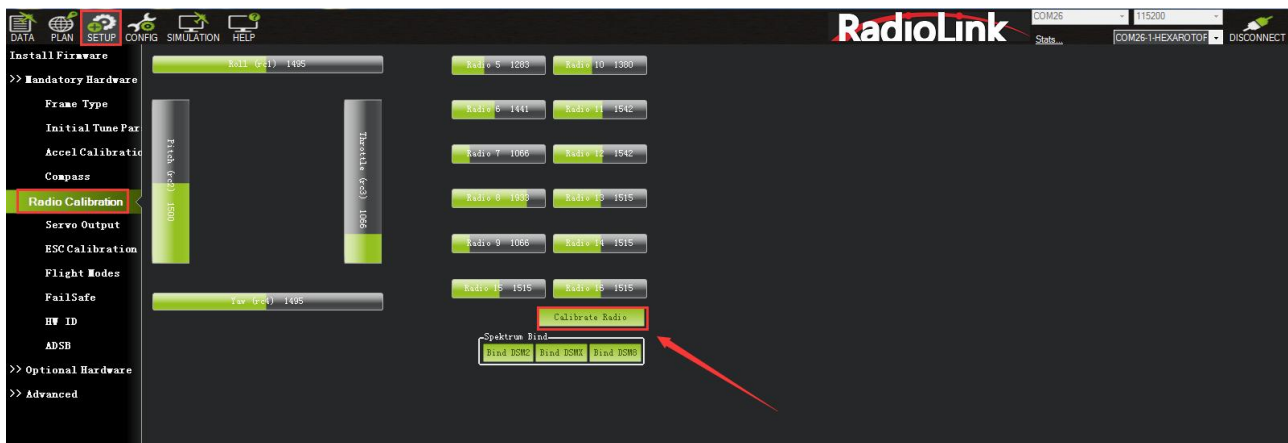 DATA PLAN SETUP CONFIG SIMULATION HELP
RadioLink
COM26 115200
Stats... COM26-1-HEXAROTOF DISCONNECT
Install Firmware
>> Mandatory Hardware
Frame Type
Initial Tune Par
Accel Calibratio
Compass
Radio Calibration
Servo Output
ESC Calibration
Flight Modes
FailSafe
HW ID
ADSB
>> Optional Hardware
>> Advanced
Roll (rc1) 1495
Pitch (rc2) 1500
Throttle (rc3) 1066
Yaw (rc4) 1495
Radio 5 1283 Radio 10 1380
Radio 6 1441 Radio 11 1542
Radio 7 1066 Radio 12 1542
Radio 8 1933 Radio 13 1515
Radio 9 1066 Radio 14 1515
Radio 15 1515 Radio 16 1515
Calibrate Radio
Spektrum Bind
Bind DSM2 Bind DSMX Bind DSM8